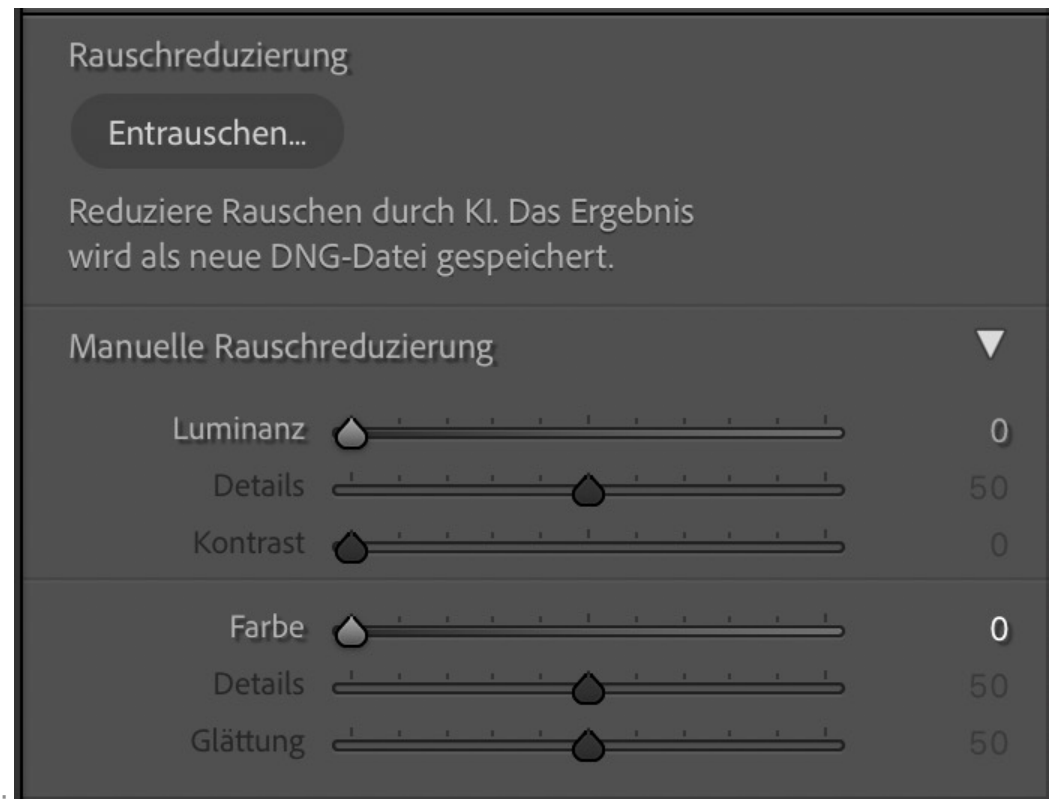 Rauschreduzierung
Entrauschen...
Reduziere Rauschen durch KI. Das Ergebnis
wird als neue DNG-Datei gespeichert.
Manuelle Rauschreduzierung
Luminanz 0
Details 50
Kontrast 0
Farbe 0
Details 50
Glättung 50